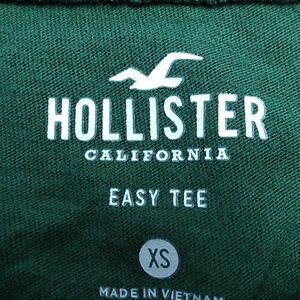 HOLLISTER
CALIFORNIA
EASY TEE
XS
MADE IN VIETNAM